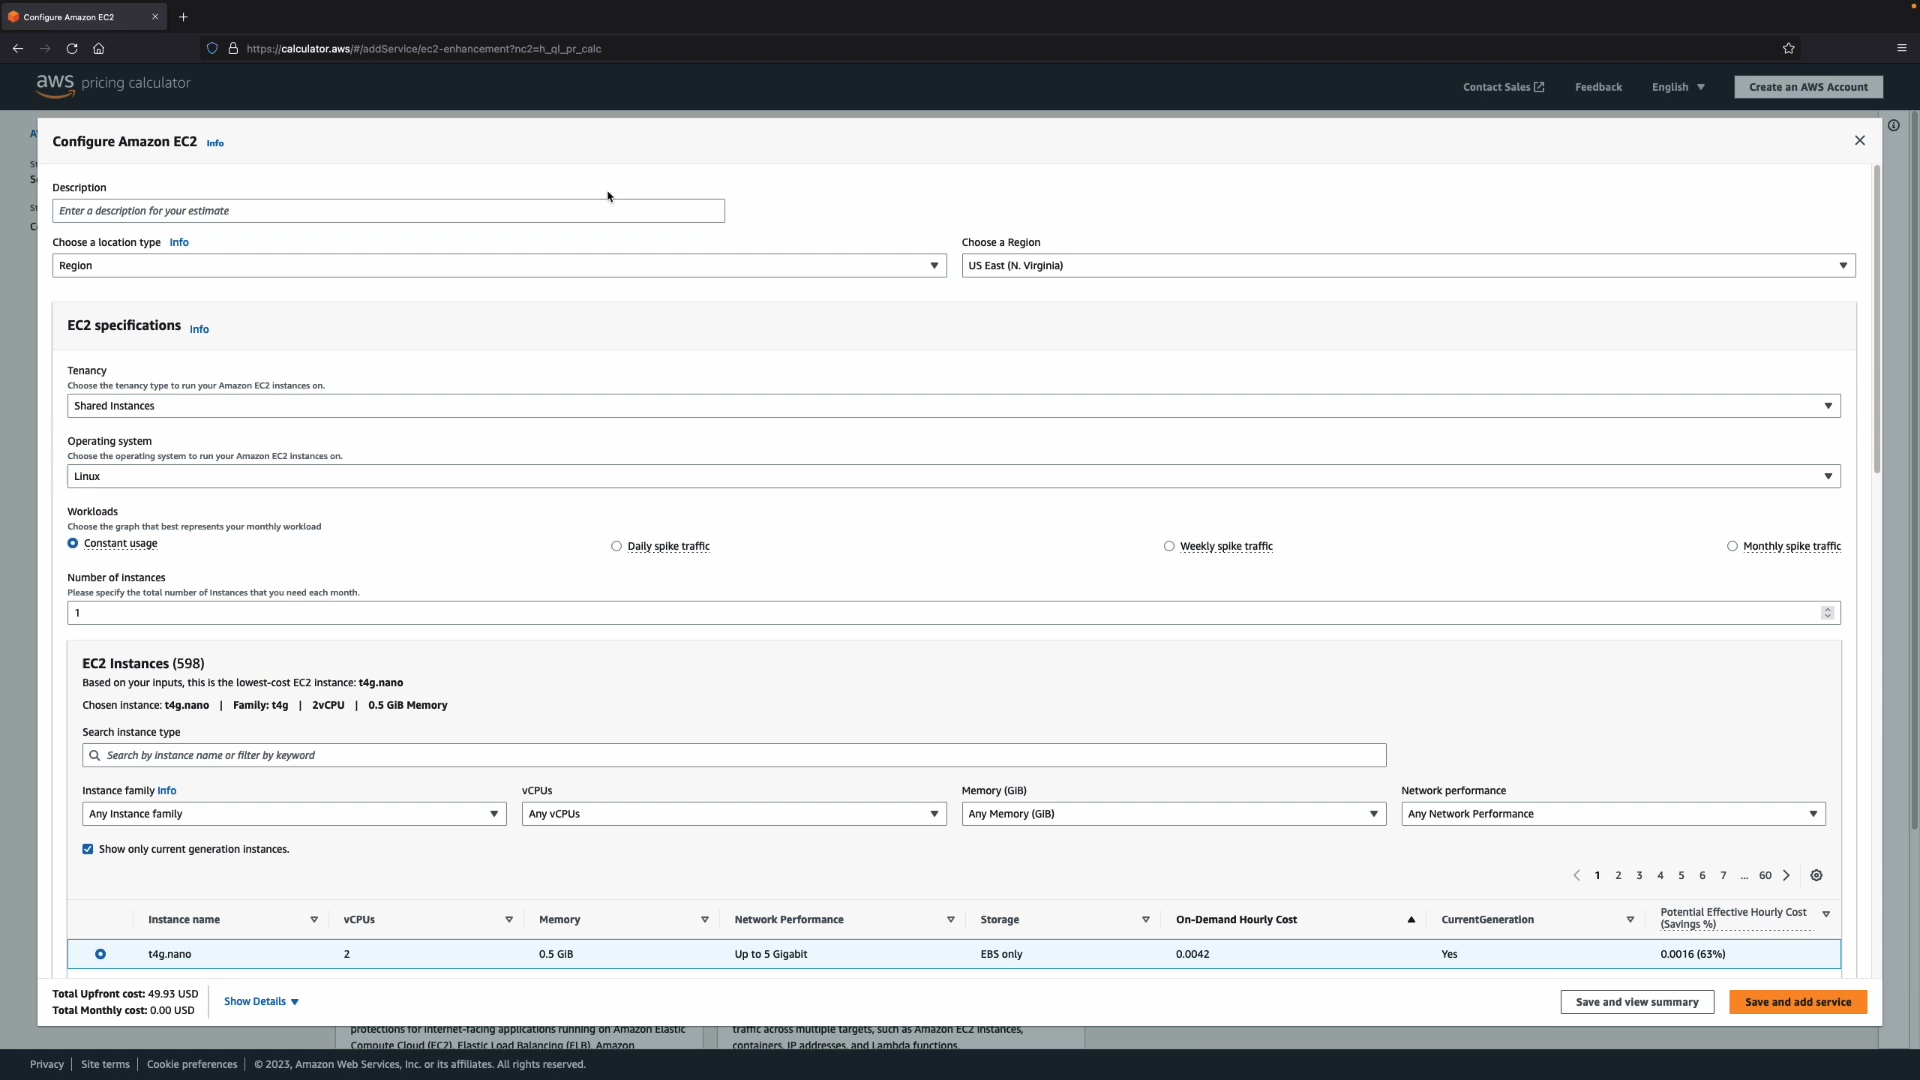 Configure Amazon EC2
https://calculator.aws/#/addService/ec2-enhancement?nc2=h_ql_pr_calc
aws pricing calculator
Contact Sales
Feedback
English
Create an AWS Account
Configure Amazon EC2 Info
Description
Enter a description for your estimate
Choose a location type Info
Region
Choose a Region
US East (N. Virginia)
EC2 specifications Info
Tenancy
Choose the tenancy type to run your Amazon EC2 instances on.
Shared Instances
Operating system
Choose the operating system to run your Amazon EC2 instances on.
Linux
Workloads
Choose the graph that best represents your monthly workload
Constant usage
Daily spike traffic
Weekly spike traffic
Monthly spike traffic
Number of instances
Please specify the total number of instances that you need each month.
1
EC2 Instances (598)
Based on your inputs, this is the lowest-cost EC2 instance: t4g.nano
Chosen instance: t4g.nano | Family: t4g | 2vCPU | 0.5 GiB Memory
Search instance type
Search by instance name or filter by keyword
Instance family Info
Any Instance family
vCPUs
Any vCPUs
Memory (GiB)
Any Memory (GiB)
Network performance
Any Network Performance
Show only current generation instances.
1 2 3 4 5 6 7 ... 60
Instance name vCPUs Memory Network Performance Storage On-Demand Hourly Cost CurrentGeneration Potential Effective Hourly Cost
(Savings %)
t4g.nano 2 0.5 GiB Up to 5 Gigabit EBS only 0.0042 Yes 0.0016 (63%)
Total Upfront cost: 49.93 USD
Total Monthly cost: 0.00 USD
Show Details
Save and view summary
Save and add service
protections for internet-facing applications running on Amazon Elastic
Compute Cloud (EC2), Elastic Load Balancing (ELB), Amazon
traffic across multiple targets, such as Amazon EC2 instances,
containers, IP addresses, and Lambda functions.
Privacy | Site terms | Cookie preferences | © 2023, Amazon Web Services, Inc. or its affiliates. All rights reserved.